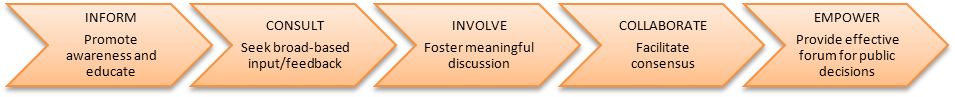 INFORM
Promote
awareness and
educate
CONSULT
Seek broad-based
input/feedback
INVOLVE
Foster meaningful
discussion
COLLABORATE
Facilitate
consensus
EMPOWER
Provide effective
forum for public
decisions